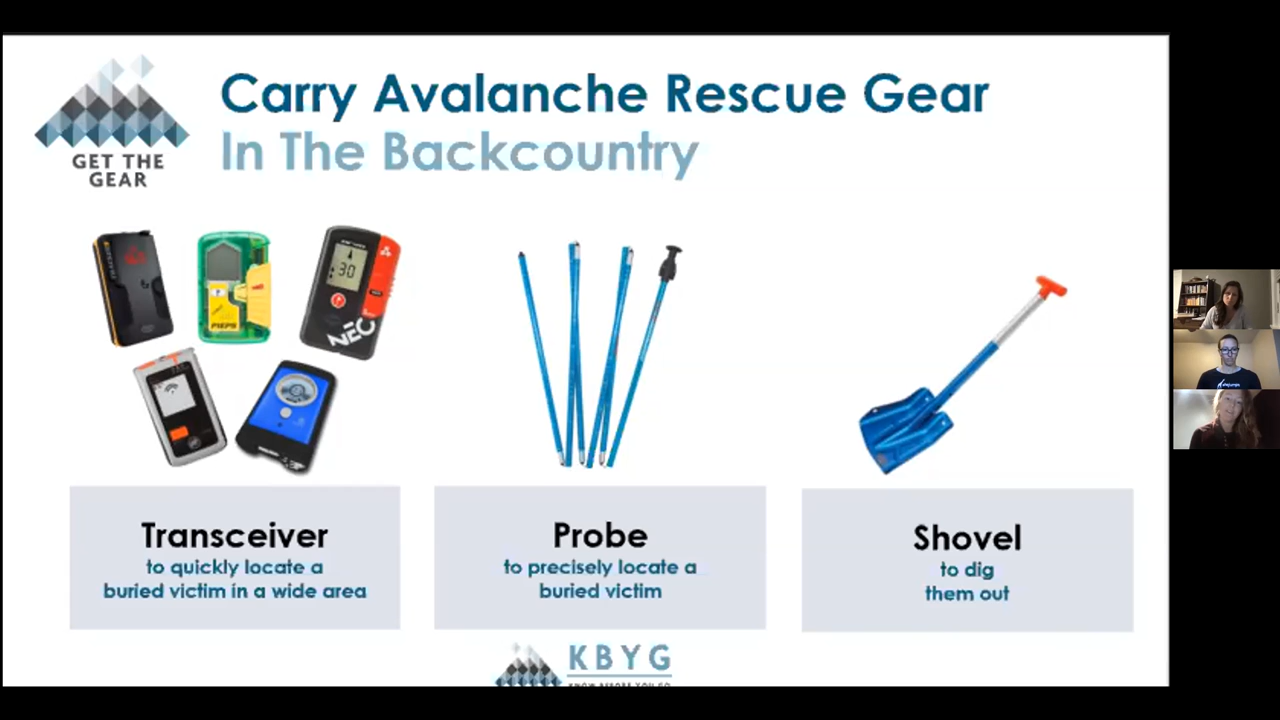 Carry Avalanche Rescue Gear
In The Backcountry
GET THE
GEAR
PIEPS
30
NEO
Transceiver
to quickly locate a
buried victim in a wide area
Probe
to precisely locate a
buried victim
Shovel
to dig
them out
KBYG